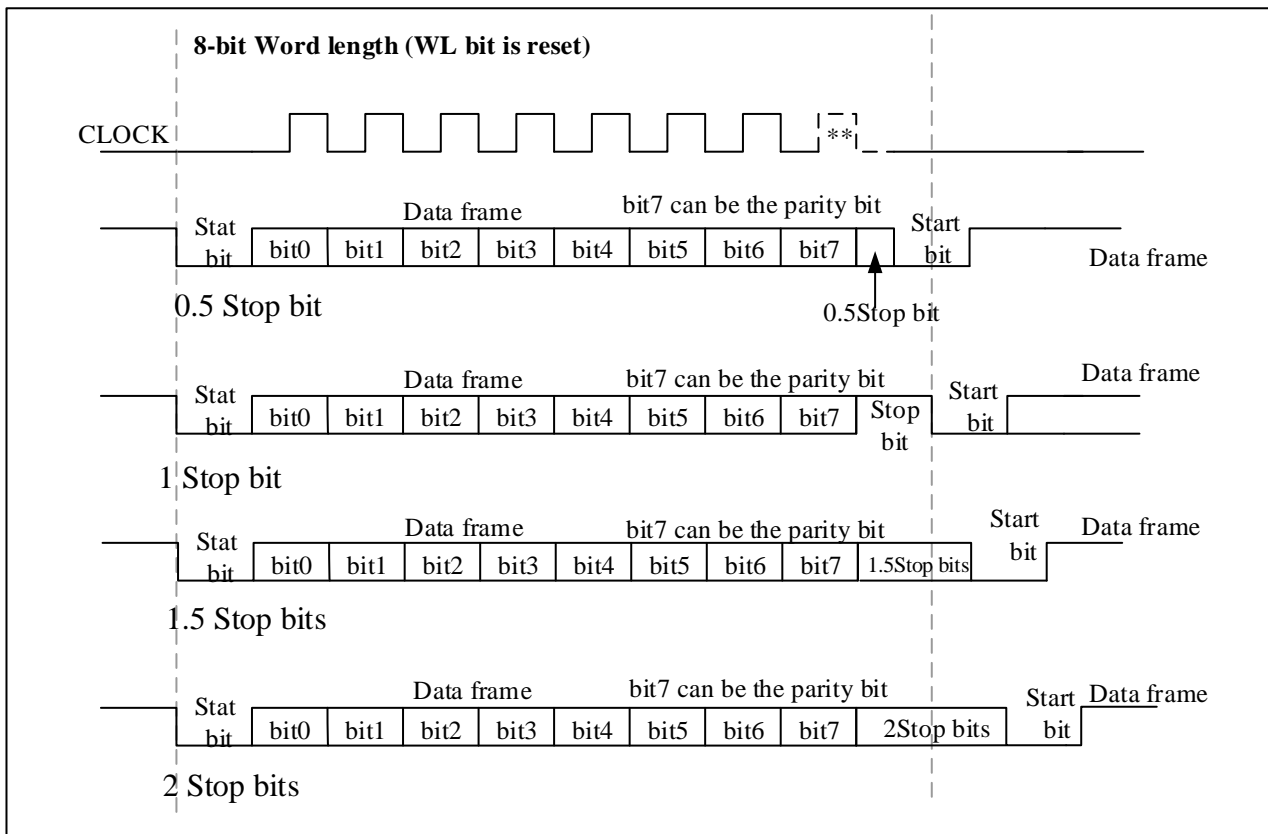 8-bit Word length (WL bit is reset)
CLOCK
**
Data frame
bit7 can be the parity bit
Stat
bit
bit0
bit1
bit2
bit3
bit4
bit5
bit6
bit7
Start
bit
Data frame
0.5 Stop bit
0.5Stop bit
Data frame
bit7 can be the parity bit
Data frame
Stat
bit
bit0
bit1
bit2
bit3
bit4
bit5
bit6
bit7
Stop
bit
Start
bit
1 Stop bit
Data frame
bit7 can be the parity bit
Start
bit
Data frame
Stat
bit
bit0
bit1
bit2
bit3
bit4
bit5
bit6
bit7
1.5Stop bits
1.5 Stop bits
Data frame
bit7 can be the parity bit
Start
bit
Data frame
Stat
bit
bit0
bit1
bit2
bit3
bit4
bit5
bit6
bit7
2Stop bits
2 Stop bits